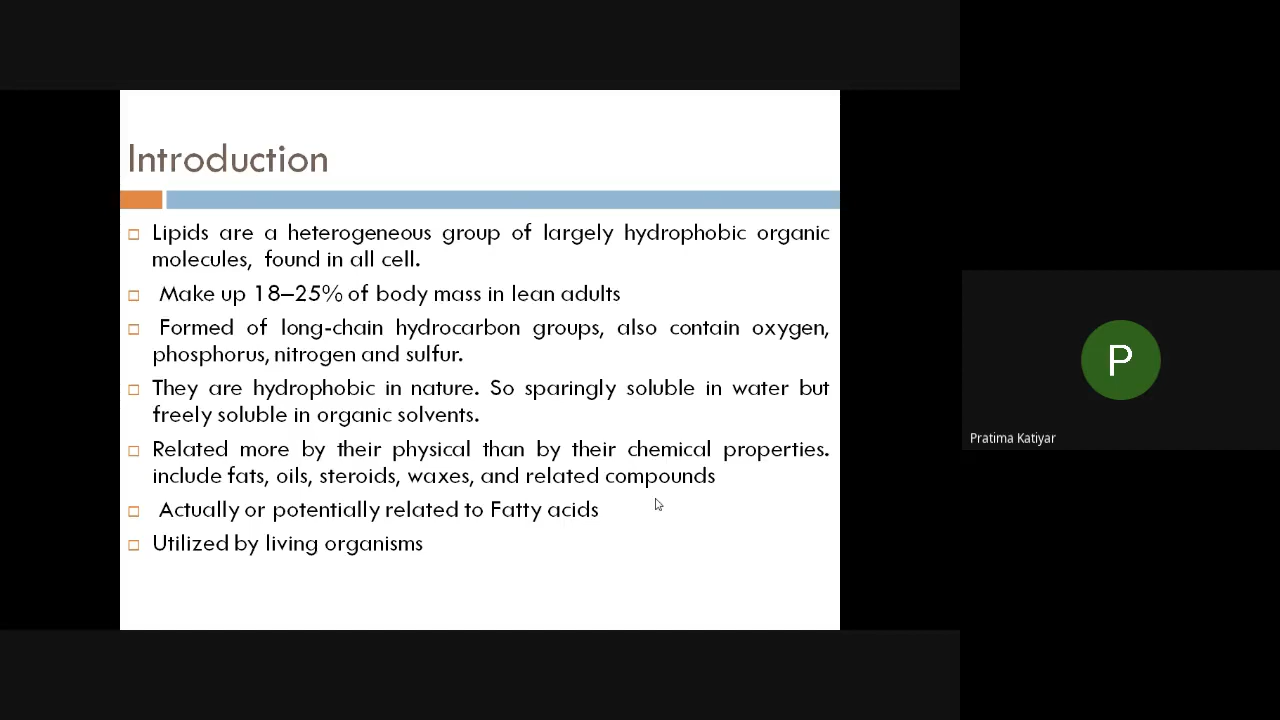 Introduction
Lipids are a heterogeneous group of largely hydrophobic organic
molecules, found in all cell.
Make up 18–25% of body mass in lean adults
Formed of long-chain hydrocarbon groups, also contain oxygen,
phosphorus, nitrogen and sulfur.
They are hydrophobic in nature. So sparingly soluble in water but
freely soluble in organic solvents.
Related more by their physical than by their chemical properties.
include fats, oils, steroids, waxes, and related compounds
Actually or potentially related to Fatty acids
Utilized by living organisms
P
Pratima Katiyar